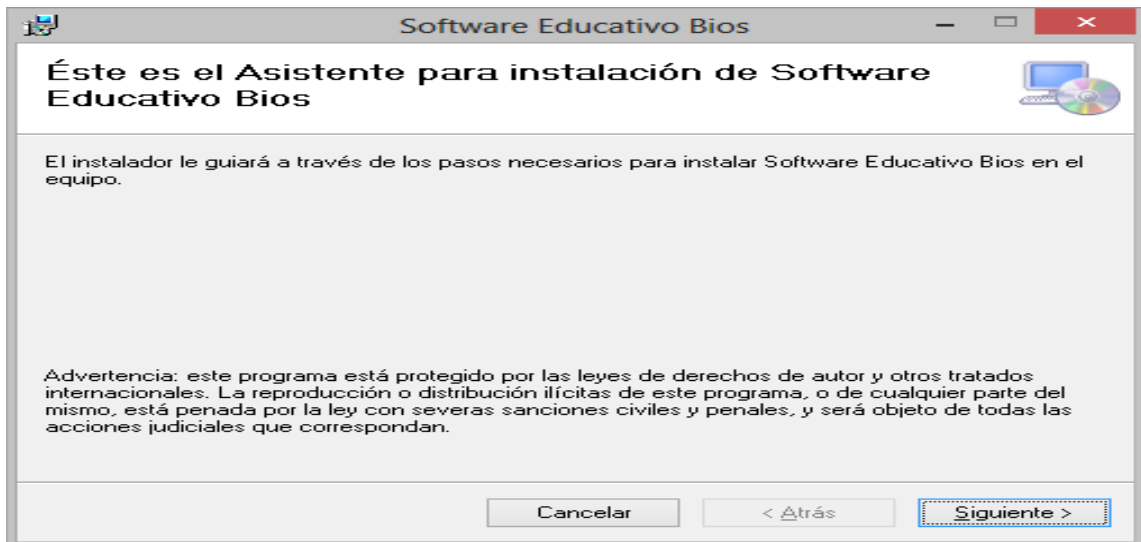 Software Educativo Bios
Éste es el Asistente para instalación de Software
Educativo Bios
El instalador le guiará a través de los pasos necesarios para instalar Software Educativo Bios en el
equipo.
Advertencia: este programa está protegido por las leyes de derechos de autor y otros tratados
internacionales. La reproducción o distribución ilícitas de este programa, o de cualquier parte del
mismo, está penada por la ley con severas sanciones civiles y penales, y será objeto de todas las
acciones judiciales que correspondan.
Cancelar < Atrás Siguiente >